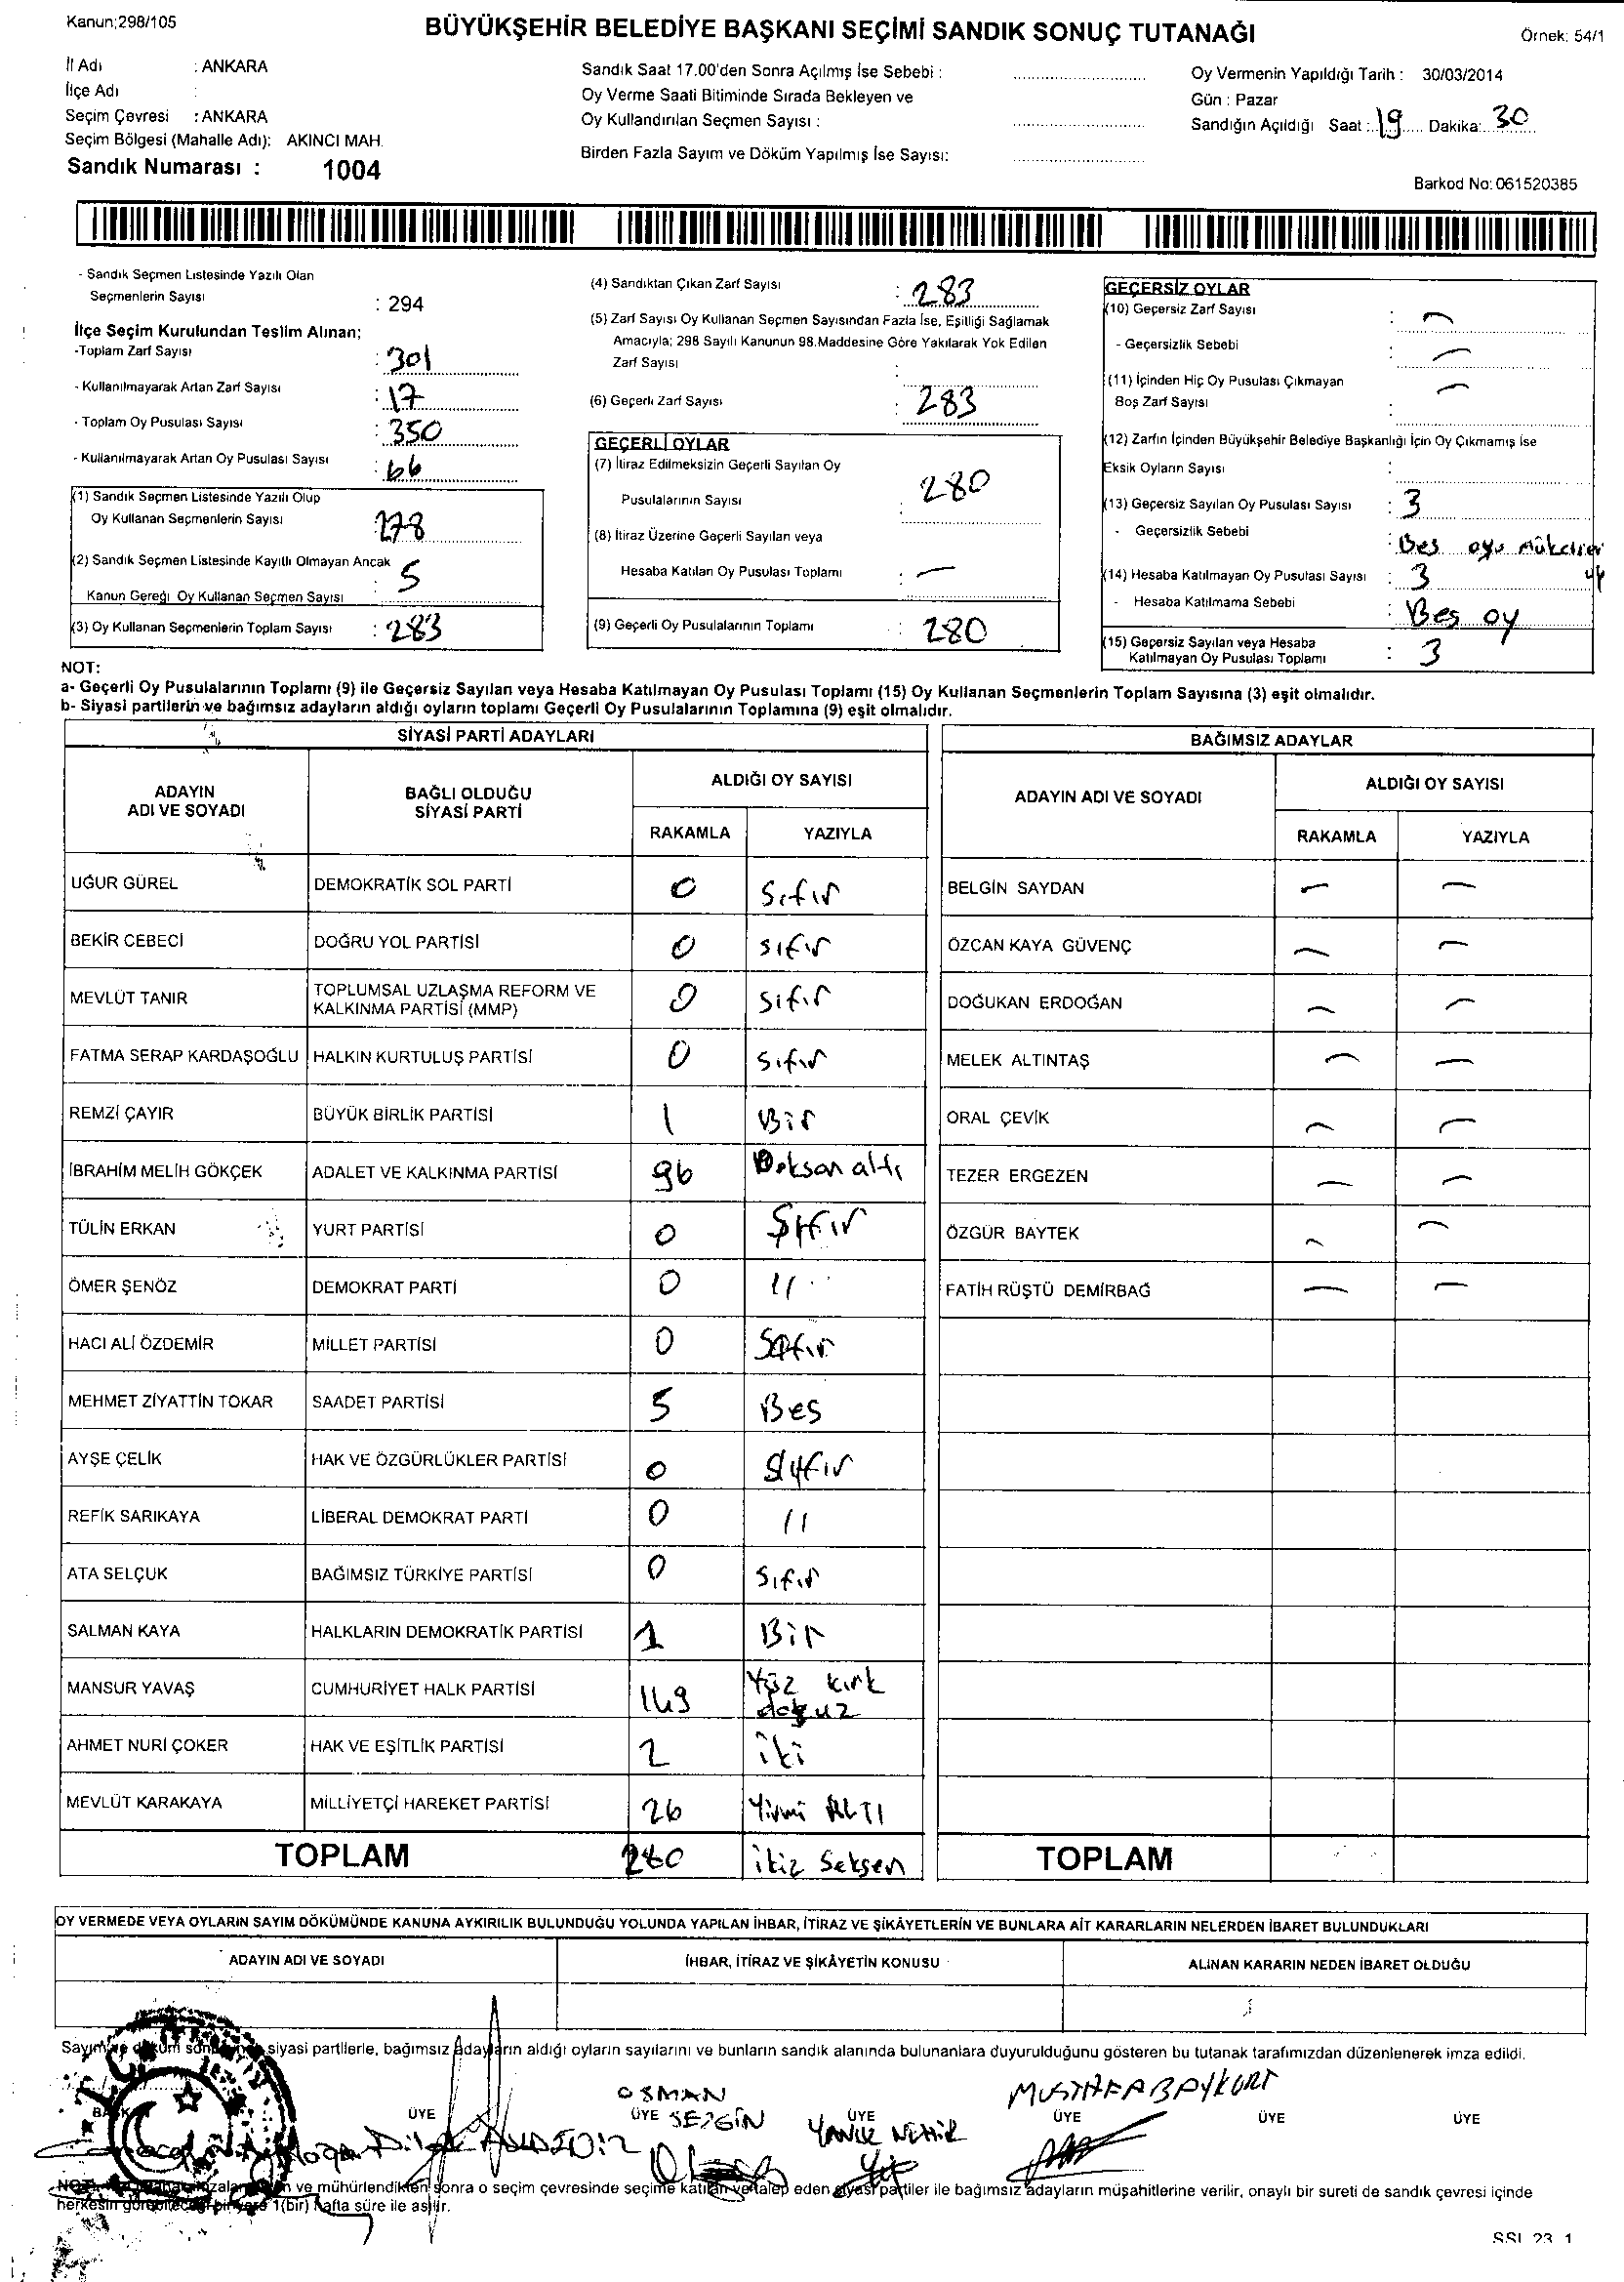 Kanun;298/105
BÜYÜKŞEHİR BELEDİYE BAŞKANI SEÇİMİ SANDIK SONUÇ TUTANAĞI
Örnek: 54/1
İl Adı : ANKARA
İlçe Adı :
Seçim Çevresi : ANKARA
Seçim Bölgesi (Mahalle Adı): AKINCI MAH.
Sandık Numarası : 1004
Sandık Saat 17.00'den Sonra Açılmış İse Sebebi :
Oy Verme Saati Bitiminde Sırada Bekleyen ve
Oy Kullandırılan Seçmen Sayısı :
Birden Fazla Sayım ve Döküm Yapılmış İse Sayısı:
Oy Vermenin Yapıldığı Tarih : 30/03/2014
Gün : Pazar
Sandığın Açıldığı Saat : 19 Dakika: 30
Barkod No: 061520385
- Sandık Seçmen Listesinde Yazılı Olan
Seçmenlerin Sayısı : 294
İlçe Seçim Kurulundan Teslim Alınan;
-Toplam Zarf Sayısı : 301
- Kullanılmayarak Artan Zarf Sayısı : 17
- Toplam Oy Pusulası Sayısı : 350
- Kullanılmayarak Artan Oy Pusulası Sayısı : 66
(1) Sandık Seçmen Listesinde Yazılı Olup
Oy Kullanan Seçmenlerin Sayısı : 278
(2) Sandık Seçmen Listesinde Kayıtlı Olmayan Ancak
Kanun Gereği Oy Kullanan Seçmen Sayısı : 5
(3) Oy Kullanan Seçmenlerin Toplam Sayısı : 283
(4) Sandıktan Çıkan Zarf Sayısı : 283
(5) Zarf Sayısı Oy Kullanan Seçmen Sayısından Fazla İse, Eşitliği Sağlamak
Amacıyla; 298 Sayılı Kanunun 98.Maddesine Göre Yakılarak Yok Edilen
Zarf Sayısı :
(6) Geçerli Zarf Sayısı : 283
GEÇERLİ OYLAR
(7) İtiraz Edilmeksizin Geçerli Sayılan Oy
Pusulalarının Sayısı : 280
(8) İtiraz Üzerine Geçerli Sayılan veya
Hesaba Katılan Oy Pusulası Toplamı : —
(9) Geçerli Oy Pusulalarının Toplamı : 280
GEÇERSİZ OYLAR
(10) Geçersiz Zarf Sayısı : —
- Geçersizlik Sebebi : —
(11) İçinden Hiç Oy Pusulası Çıkmayan —
Boş Zarf Sayısı :
(12) Zarfın İçinden Büyükşehir Belediye Başkanlığı İçin Oy Çıkmamış İse
Eksik Oyların Sayısı :
(13) Geçersiz Sayılan Oy Pusulası Sayısı : 3
- Geçersizlik Sebebi : Beş oyu
(14) Hesaba Katılmayan Oy Pusulası Sayısı : 3
- Hesaba Katılmama Sebebi : Beş oy
(15) Geçersiz Sayılan veya Hesaba
Katılmayan Oy Pusulası Toplamı : 3
NOT:
a- Geçerli Oy Pusulalarının Toplamı (9) ile Geçersiz Sayılan veya Hesaba Katılmayan Oy Pusulası Toplamı (15) Oy Kullanan Seçmenlerin Toplam Sayısına (3) eşit olmalıdır.
b- Siyasi partilerin ve bağımsız adayların aldığı oyların toplamı Geçerli Oy Pusulalarının Toplamına (9) eşit olmalıdır.
SİYASİ PARTİ ADAYLARI
ADAYIN ADI VE SOYADI BAĞLI OLDUĞU SİYASİ PARTİ ALDIĞI OY SAYISI
RAKAMLA YAZIYLA
UĞUR GÜREL DEMOKRATİK SOL PARTİ 0 Sıfır
BEKİR CEBECİ DOĞRU YOL PARTİSİ 0 sıfır
MEVLÜT TANIR TOPLUMSAL UZLAŞMA REFORM VE KALKINMA PARTİSİ (MMP) 0 sıfır
FATMA SERAP KARDAŞOĞLU HALKIN KURTULUŞ PARTİSİ 0 sıfır
REMZİ ÇAYIR BÜYÜK BİRLİK PARTİSİ 1 Bir
İBRAHİM MELİH GÖKÇEK ADALET VE KALKINMA PARTİSİ 96 Doksan altı
TÜLİN ERKAN YURT PARTİSİ 0 Sıfır
ÖMER ŞENÖZ DEMOKRAT PARTİ 0 11
HACI ALİ ÖZDEMİR MİLLET PARTİSİ 0 Sıfır
MEHMET ZİYATTİN TOKAR SAADET PARTİSİ 5 Bes
AYŞE ÇELİK HAK VE ÖZGÜRLÜKLER PARTİSİ 0 Sıfır
REFİK SARIKAYA LİBERAL DEMOKRAT PARTİ 0 11
ATA SELÇUK BAĞIMSIZ TÜRKİYE PARTİSİ 0 Sıfır
SALMAN KAYA HALKLARIN DEMOKRATİK PARTİSİ 1 Bir
MANSUR YAVAŞ CUMHURİYET HALK PARTİSİ 149 Yüz kırk doguz
AHMET NURİ ÇOKER HAK VE EŞİTLİK PARTİSİ 2 iki
MEVLÜT KARAKAYA MİLLİYETÇİ HAREKET PARTİSİ 26 Yirmi ALTI
TOPLAM 280 ikiz Seksen
BAĞIMSIZ ADAYLAR
ADAYIN ADI VE SOYADI ALDIĞI OY SAYISI
RAKAMLA YAZIYLA
BELGİN SAYDAN — —
ÖZCAN KAYA GÜVENÇ — —
DOĞUKAN ERDOĞAN — —
MELEK ALTINTAŞ — —
ORAL ÇEVİK — —
TEZER ERGEZEN — —
ÖZGÜR BAYTEK — —
FATİH RÜŞTÜ DEMİRBAĞ — —
TOPLAM
OY VERMEDE VEYA OYLARIN SAYIM DÖKÜMÜNDE KANUNA AYKIRILIK BULUNDUĞU YOLUNDA YAPILAN İHBAR, İTİRAZ VE ŞİKÂYETLERİN VE BUNLARA AİT KARARLARIN NELERDEN İBARET BULUNDUKLARI
ADAYIN ADI VE SOYADI İHBAR, İTİRAZ VE ŞİKÂYETİN KONUSU ALINAN KARARIN NEDEN İBARET OLDUĞU
siyasi partilerle, bağımsız adayların aldığı oyların sayılarını ve bunların sandık alanında bulunanlara duyurulduğunu gösteren bu tutanak tarafımızdan düzenlenerek imza edildi.
OSMAN SEZGİN MUSTAFA BAYKURT
ÜYE ÜYE ÜYE ÜYE ÜYE ÜYE
ve mühürlendikten sonra o seçim çevresinde seçime katılan ve talep eden siyasi partiler ile bağımsız adayların müşahitlerine verilir, onaylı bir sureti de sandık çevresi içinde
herkesin görebileceği bir yere 1(bir) hafta süre ile asılır.
SSL 23 1